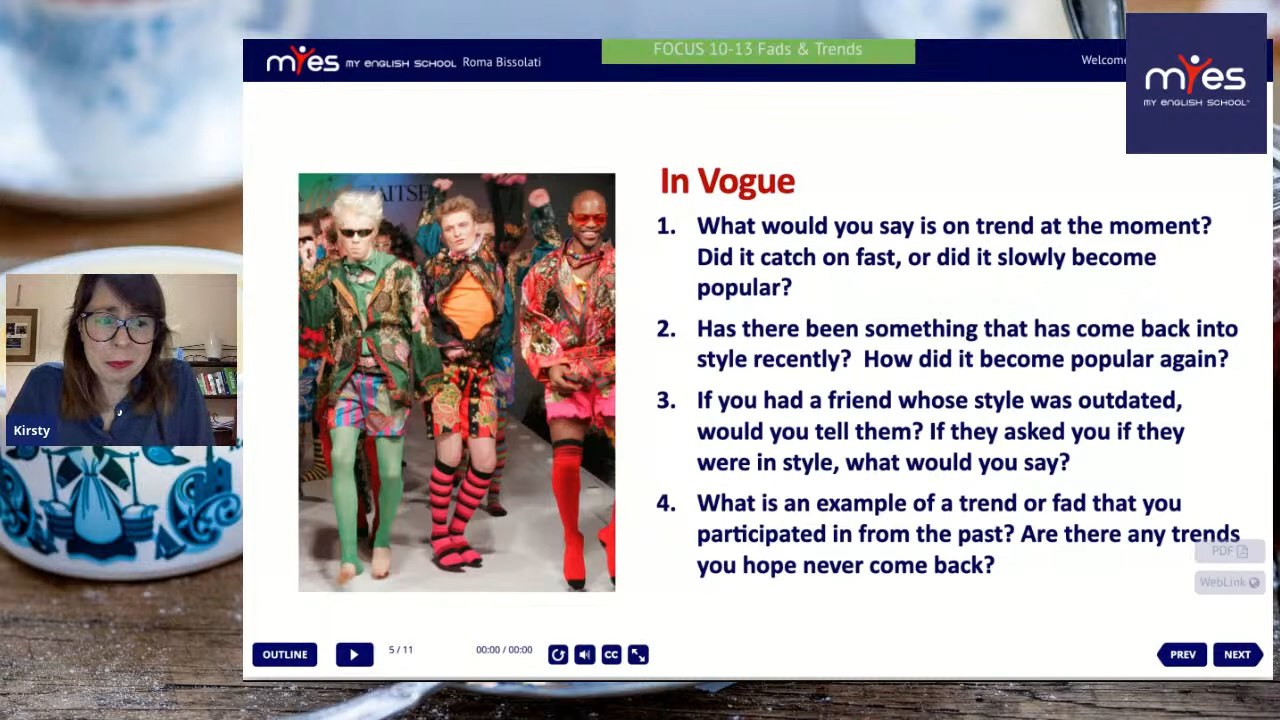 FOCUS 10-13 Fads & Trends
myes MY ENGLISH SCHOOL Roma Bissolati
Welcome
myes
MY ENGLISH SCHOOL
In Vogue
1. What would you say is on trend at the moment?
Did it catch on fast, or did it slowly become
popular?
2. Has there been something that has come back into
style recently? How did it become popular again?
3. If you had a friend whose style was outdated,
would you tell them? If they asked you if they
were in style, what would you say?
4. What is an example of a trend or fad that you
participated in from the past? Are there any trends
you hope never come back?
Kirsty
PDF
WebLink
OUTLINE
5 / 11
00:00 / 00:00
CC
PREV
NEXT